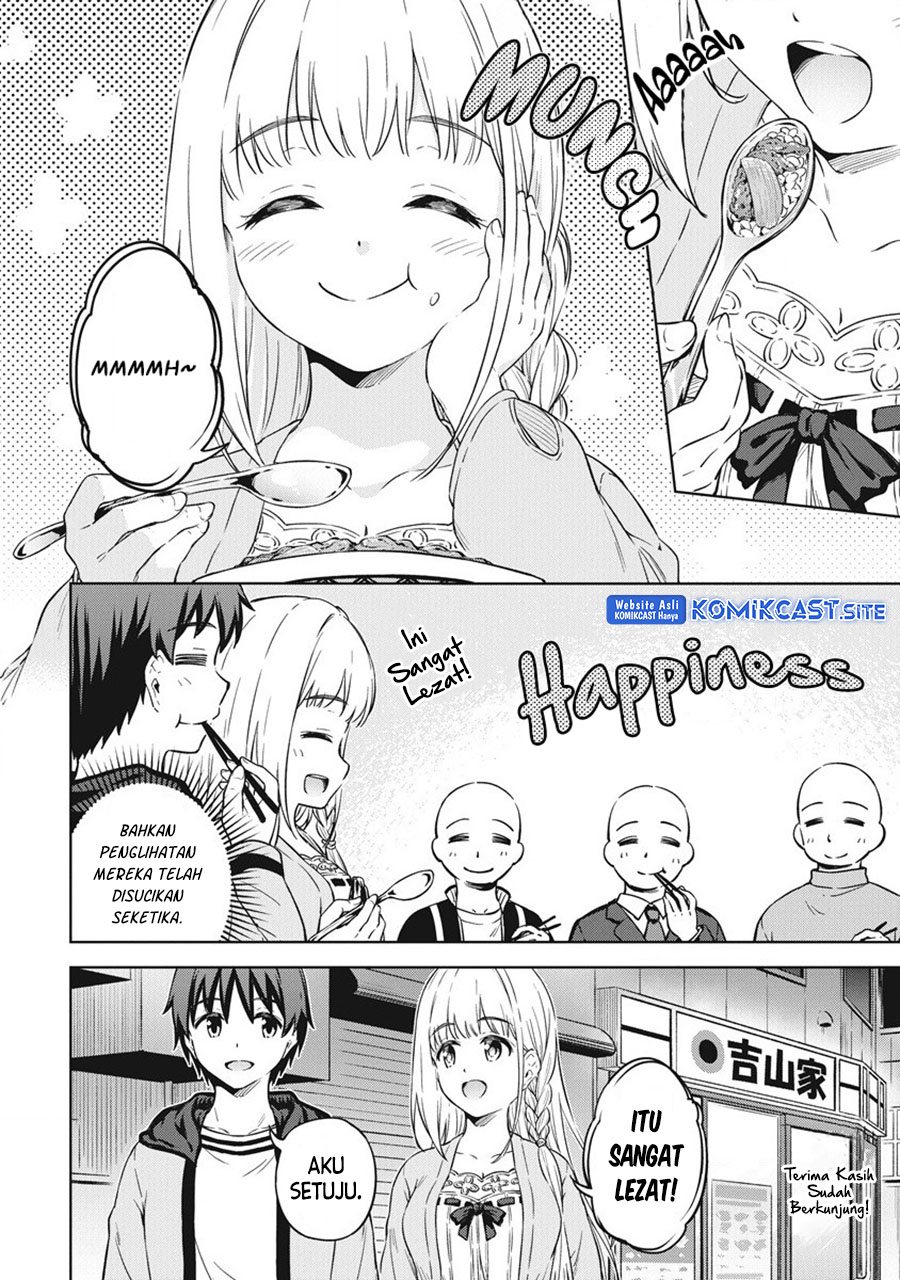 Aaaaah
MUNCH
MMMMH~
Website Asli
KOMIKCAST Hanya
KOMIKCAST.SITE
Happiness
Ini
Sangat
Lezat!
BAHKAN
PENGLIHATAN
MEREKA TELAH
DISUCIKAN
SEKETIKA.
吉山家
ITU
SANGAT
LEZAT!
AKU
SETUJU.
Terima Kasih
Sudah
Berkunjung!